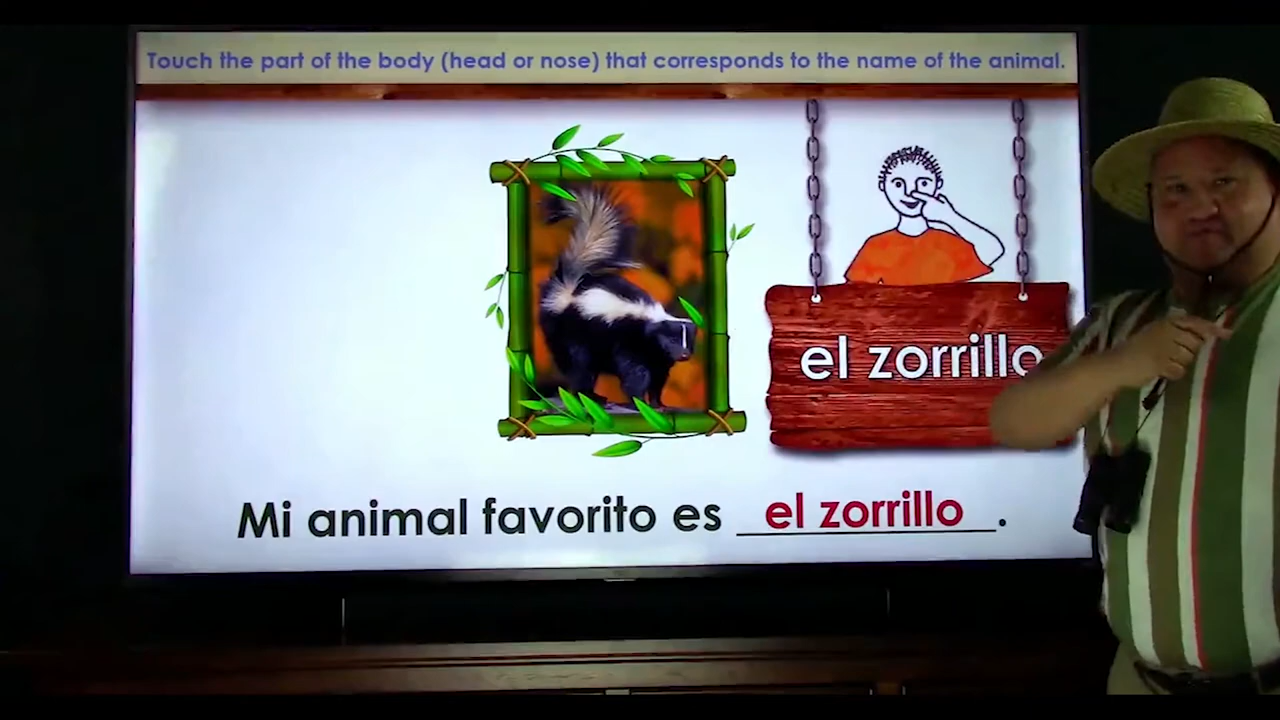 Touch the part of the body (head or nose) that corresponds to the name of the animal.
el zorrillo
Mi animal favorito es el zorrillo.